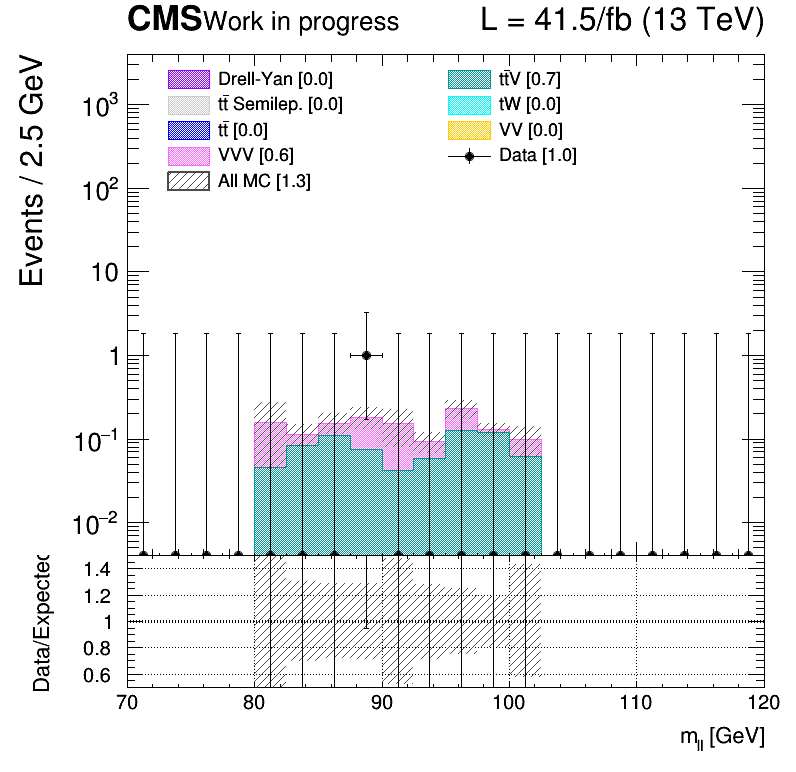 CMS Work in progress L = 41.5/fb (13 TeV)
Events / 2.5 GeV
Drell-Yan [0.0]
tt̄ Semilep. [0.0]
tt̄ [0.0]
VVV [0.6]
All MC [1.3]
tt̄V [0.7]
tW [0.0]
VV [0.0]
Data [1.0]
10³
10²
10
1
10⁻¹
10⁻²
Data/Expected
1.4
1.2
1
0.8
0.6
70 80 90 100 110 120
m_ll [GeV]